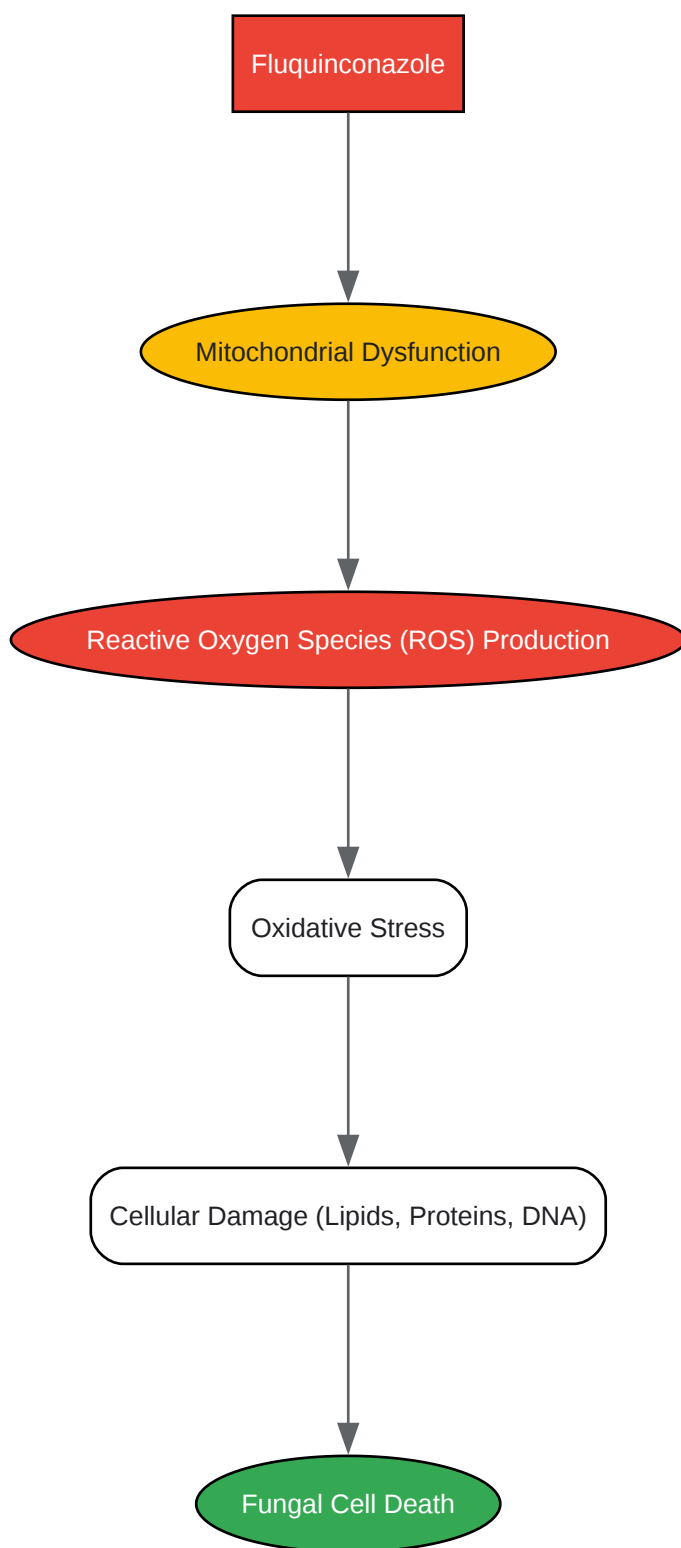 Fluquinconazole
Mitochondrial Dysfunction
Reactive Oxygen Species (ROS) Production
Oxidative Stress
Cellular Damage (Lipids, Proteins, DNA)
Fungal Cell Death